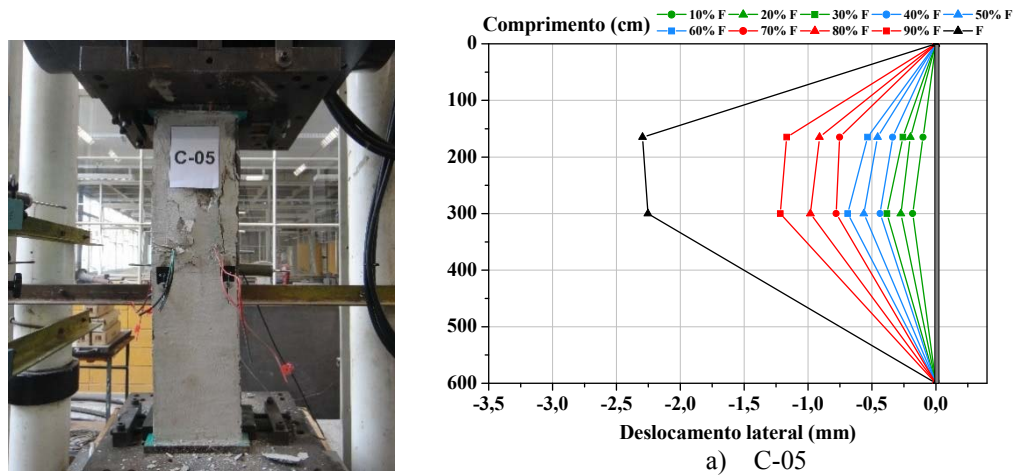 C-05
Comprimento (cm)
10% F 20% F 30% F 40% F 50% F
60% F 70% F 80% F 90% F F
0
100
200
300
400
500
600
-3,5 -3,0 -2,5 -2,0 -1,5 -1,0 -0,5 0,0
Deslocamento lateral (mm)
a) C-05